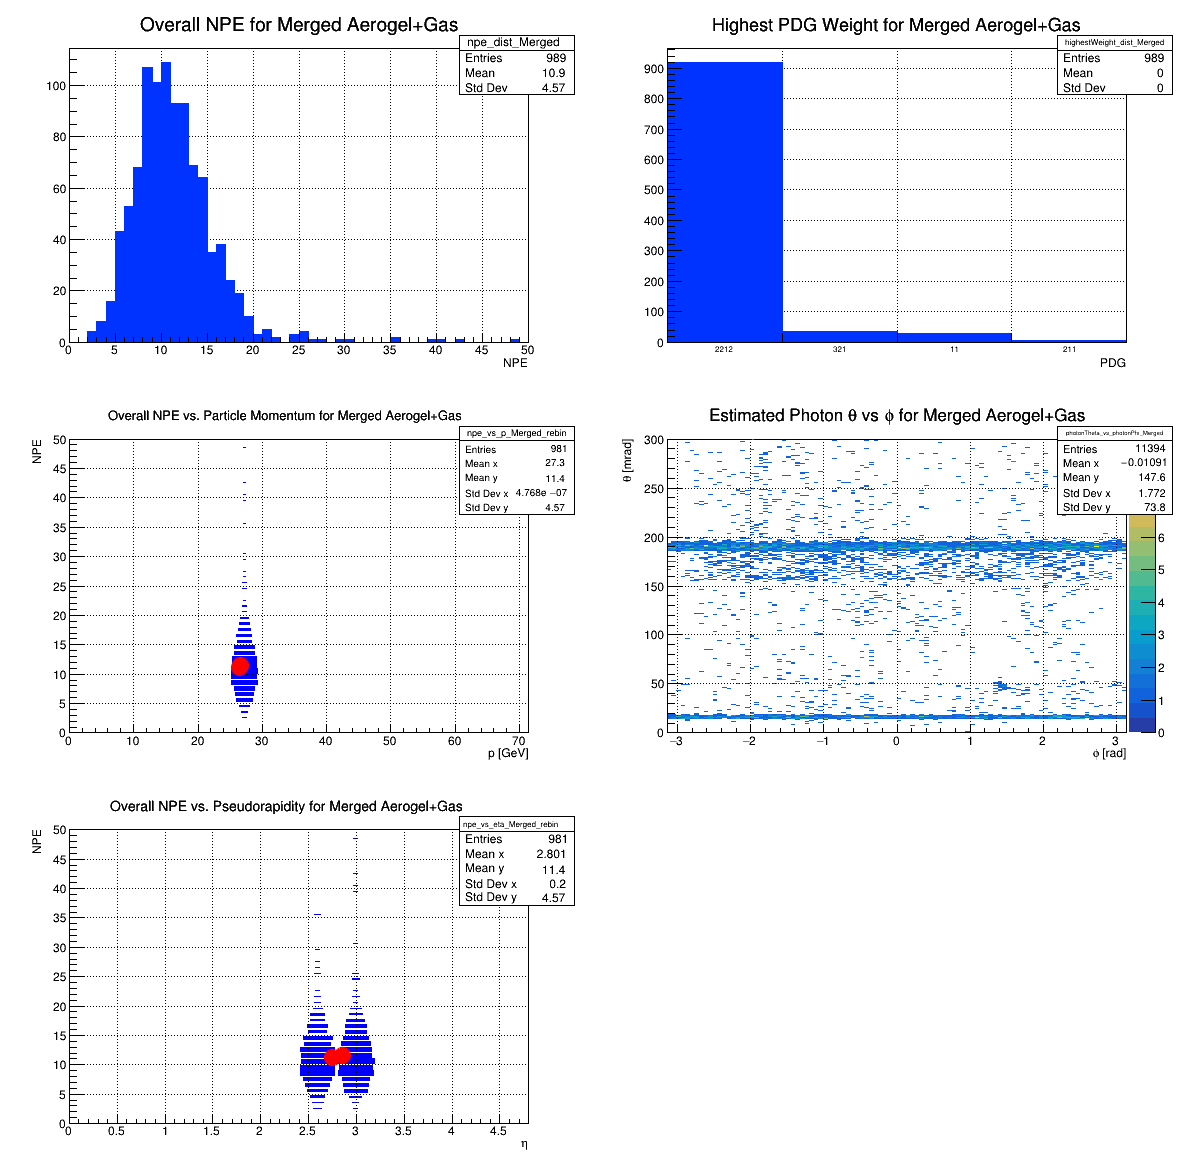 Overall NPE for Merged Aerogel+Gas
npe_dist_Merged
Entries 989
Mean 10.9
Std Dev 4.57
100
80
60
40
20
0
0 5 10 15 20 25 30 35 40 45 50
NPE
Highest PDG Weight for Merged Aerogel+Gas
highestWeight_dist_Merged
Entries 989
Mean 0
Std Dev 0
900
800
700
600
500
400
300
200
100
0
2212 321 11 211
PDG
Overall NPE vs. Particle Momentum for Merged Aerogel+Gas
npe_vs_p_Merged_rebin
Entries 981
Mean x 27.3
Mean y 11.4
Std Dev x 4.768e −07
Std Dev y 4.57
NPE
50
45
40
35
30
25
20
15
10
5
0
0 10 20 30 40 50 60 70
p [GeV]
Estimated Photon θ vs ϕ for Merged Aerogel+Gas
photonTheta_vs_photonPhi_Merged
Entries 11394
Mean x −0.01091
Mean y 147.6
Std Dev x 1.772
Std Dev y 73.8
θ [mrad]
300
250
200
150
100
50
0
−3 −2 −1 0 1 2 3
ϕ [rad]
6
5
4
3
2
1
0
Overall NPE vs. Pseudorapidity for Merged Aerogel+Gas
npe_vs_eta_Merged_rebin
Entries 981
Mean x 2.801
Mean y 11.4
Std Dev x 0.2
Std Dev y 4.57
NPE
50
45
40
35
30
25
20
15
10
5
0
0 0.5 1 1.5 2 2.5 3 3.5 4 4.5
η